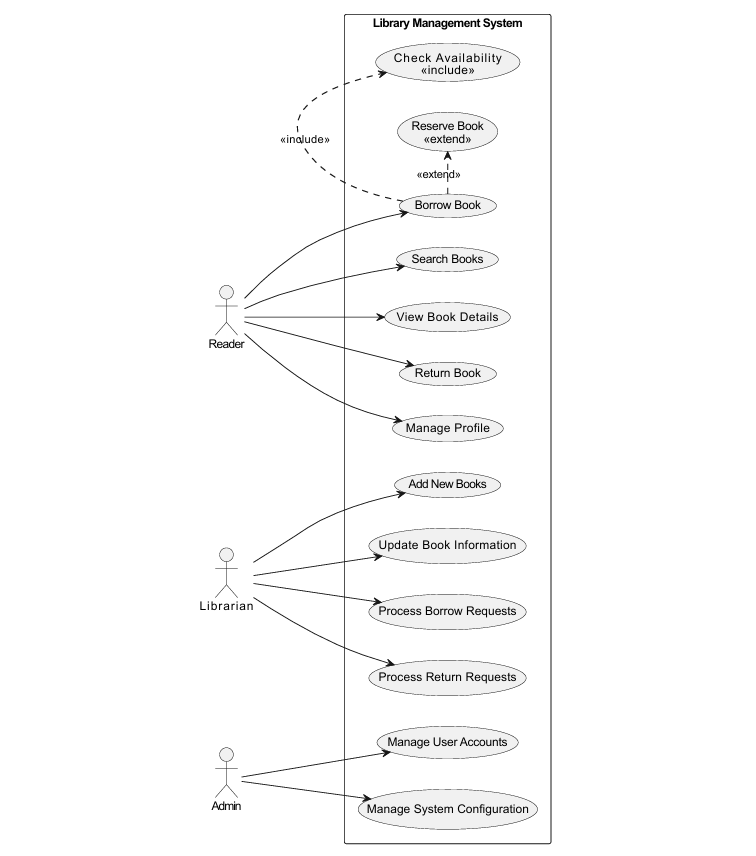 Library Management System
Check Availability
«include»
Reserve Book
«include»
«extend»
«extend»
Borrow Book
Search Books
View Book Details
Reader
Return Book
Manage Profile
Add New Books
Update Book Information
Librarian
Process Borrow Requests
Process Return Requests
Manage User Accounts
Admin
Manage System Configuration